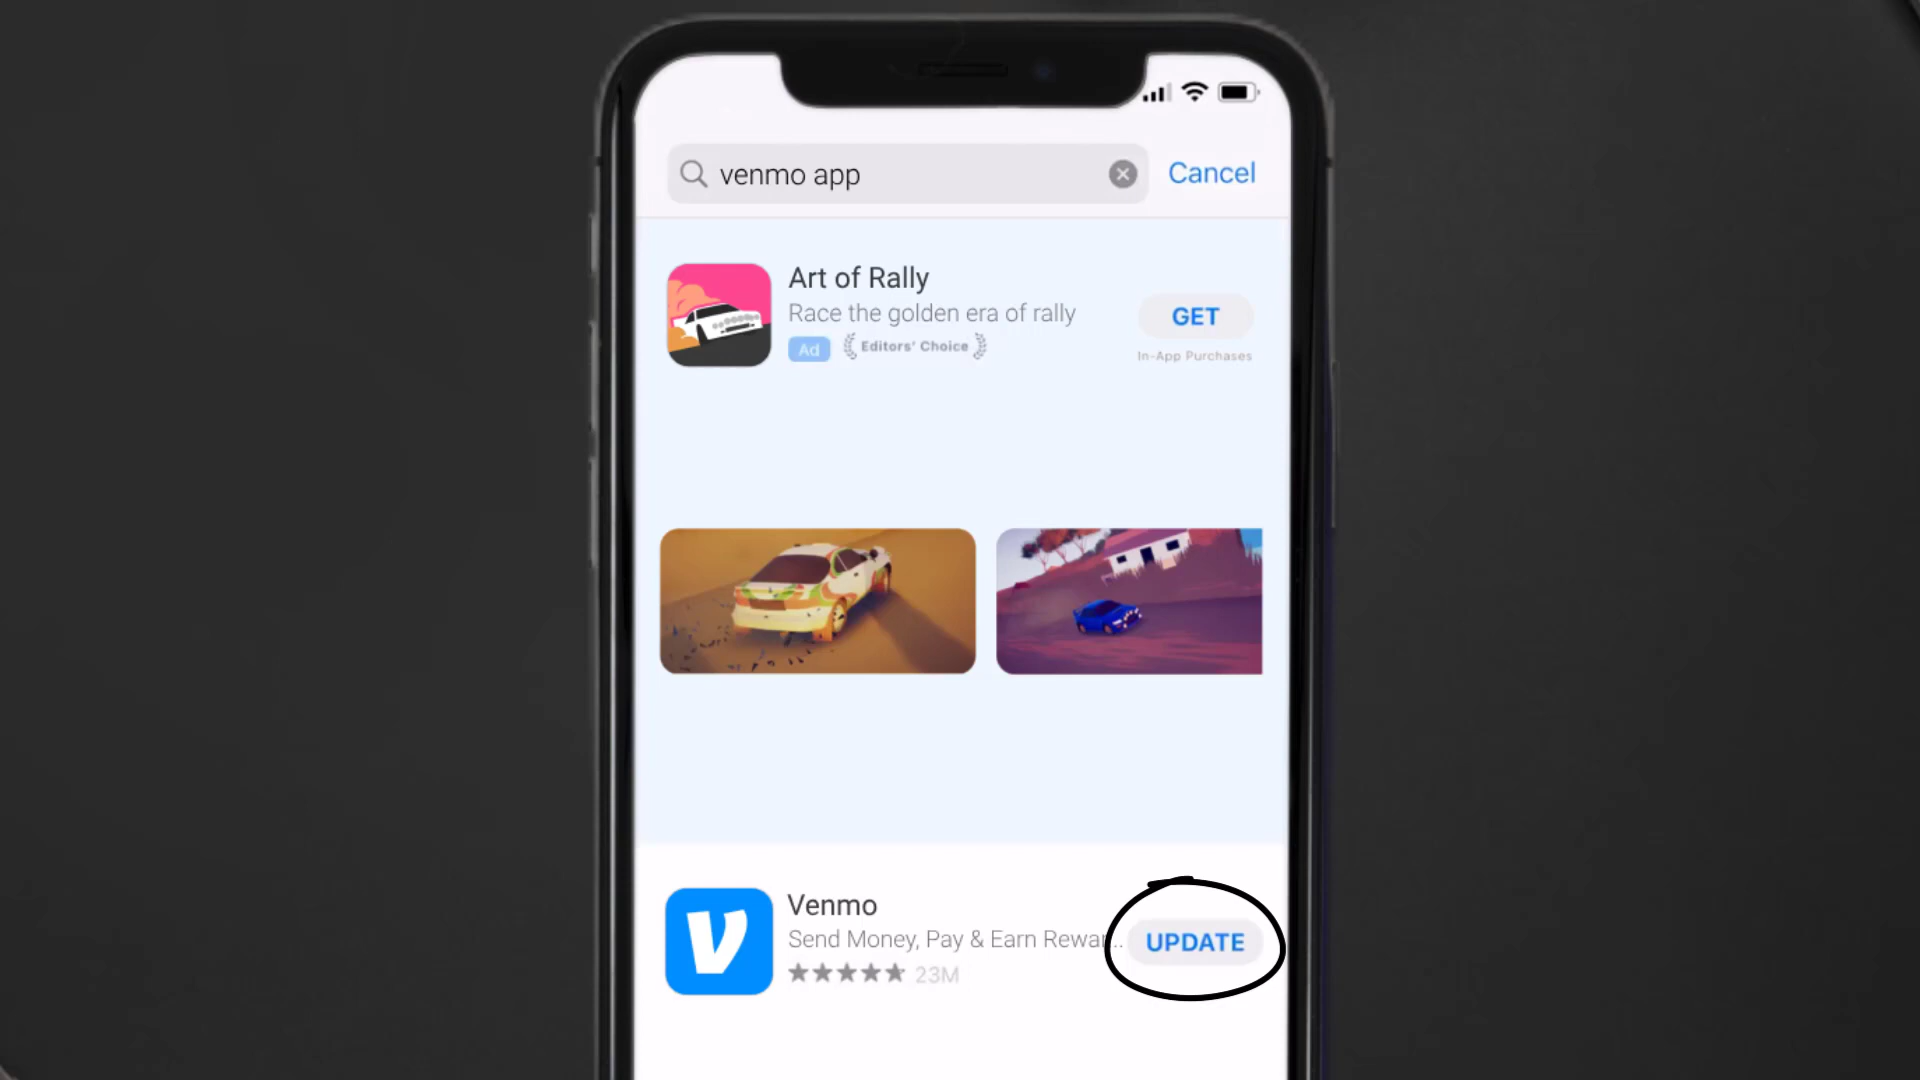 venmo app
Cancel
Art of Rally
Race the golden era of rally
Ad
Editors' Choice
GET
In-App Purchases
Venmo
Send Money, Pay & Earn Rewar...
23M
UPDATE